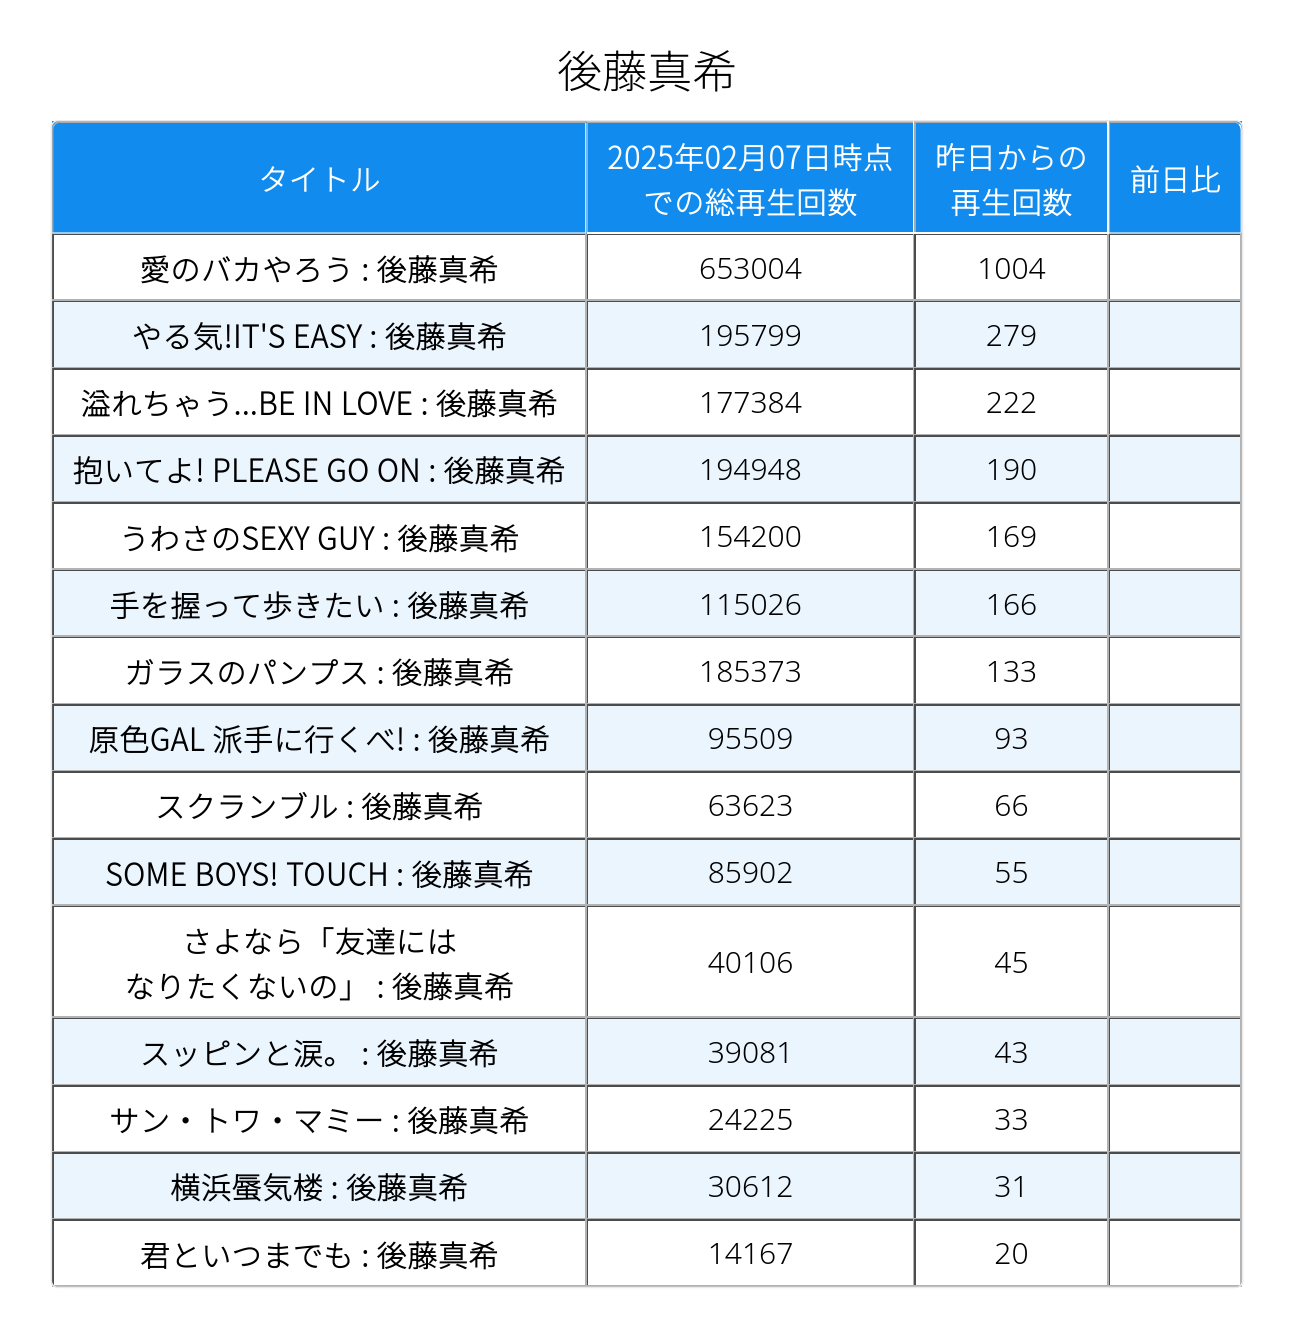 後藤真希
タイトル
2025年02月07日時点
での総再生回数
昨日からの
再生回数
前日比
愛のバカやろう : 後藤真希 653004 1004
やる気!IT'S EASY : 後藤真希 195799 279
溢れちゃう...BE IN LOVE : 後藤真希 177384 222
抱いてよ! PLEASE GO ON : 後藤真希 194948 190
うわさのSEXY GUY : 後藤真希 154200 169
手を握って歩きたい : 後藤真希 115026 166
ガラスのパンプス : 後藤真希 185373 133
原色GAL 派手に行くべ! : 後藤真希 95509 93
スクランブル : 後藤真希 63623 66
SOME BOYS! TOUCH : 後藤真希 85902 55
さよなら「友達には
なりたくないの」 : 後藤真希 40106 45
スッピンと涙。 : 後藤真希 39081 43
サン・トワ・マミー : 後藤真希 24225 33
横浜蜃気楼 : 後藤真希 30612 31
君といつまでも : 後藤真希 14167 20